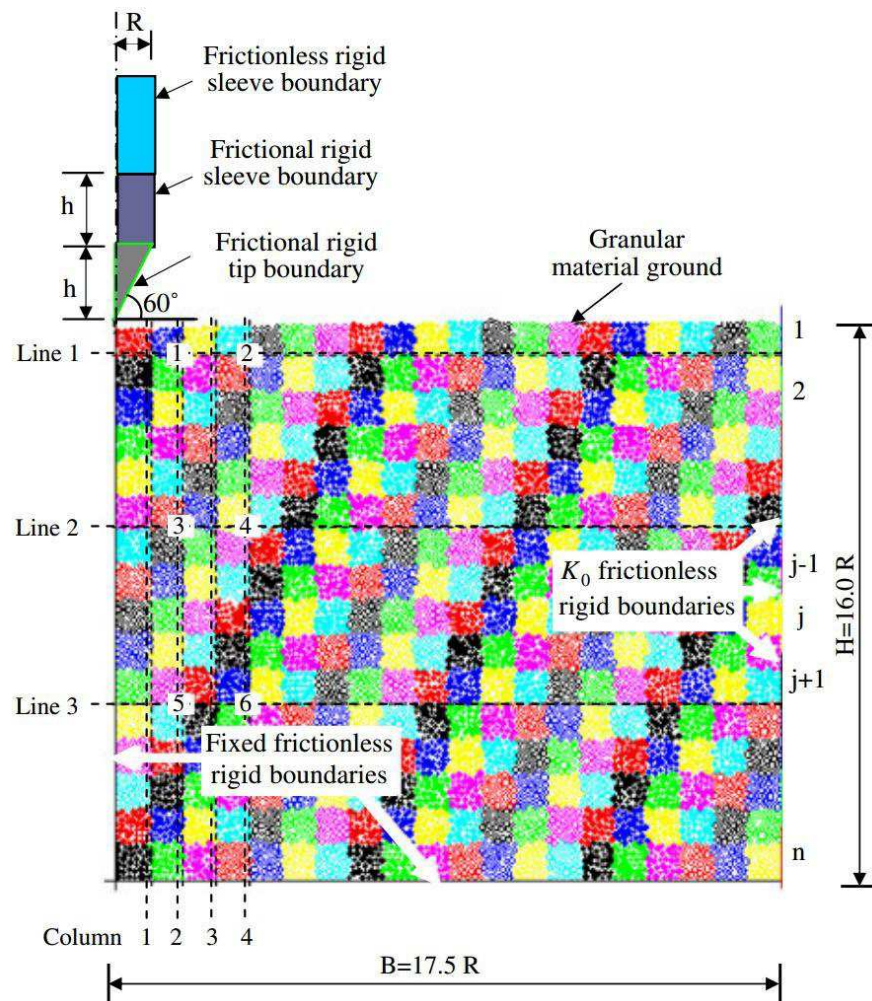 R
Frictionless rigid
sleeve boundary
Frictional rigid
sleeve boundary
h
Frictional rigid
tip boundary
h
60°
Granular
material ground
Line 1
1
2
1
2
Line 2
3
4
K₀ frictionless
rigid boundaries
j-1
j
j+1
H=16.0 R
Line 3
5
6
Fixed frictionless
rigid boundaries
n
Column 1 2 3 4
B=17.5 R